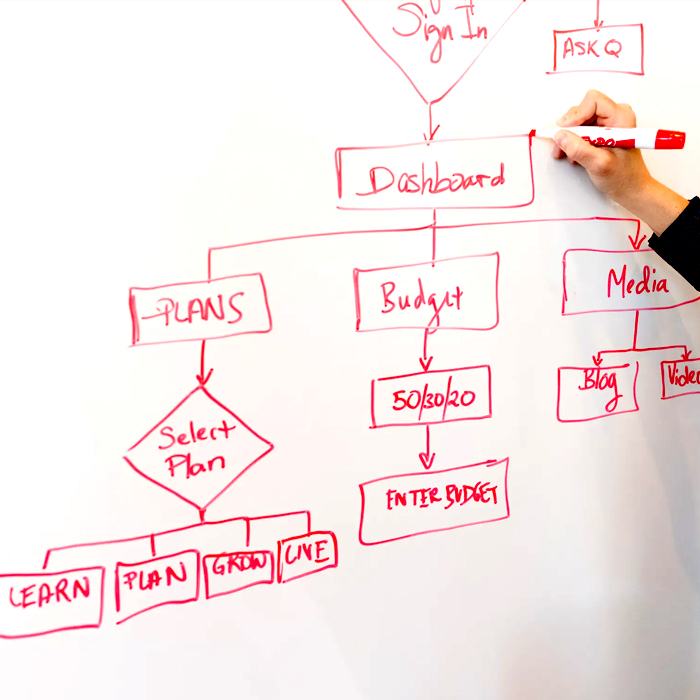 Sign In
ASK Q
Dashboard
PLANS
Budget
Media
50/30/20
Blog
Video
Select
Plan
ENTER BUDGET
LEARN
PLAN
GROW
LIVE